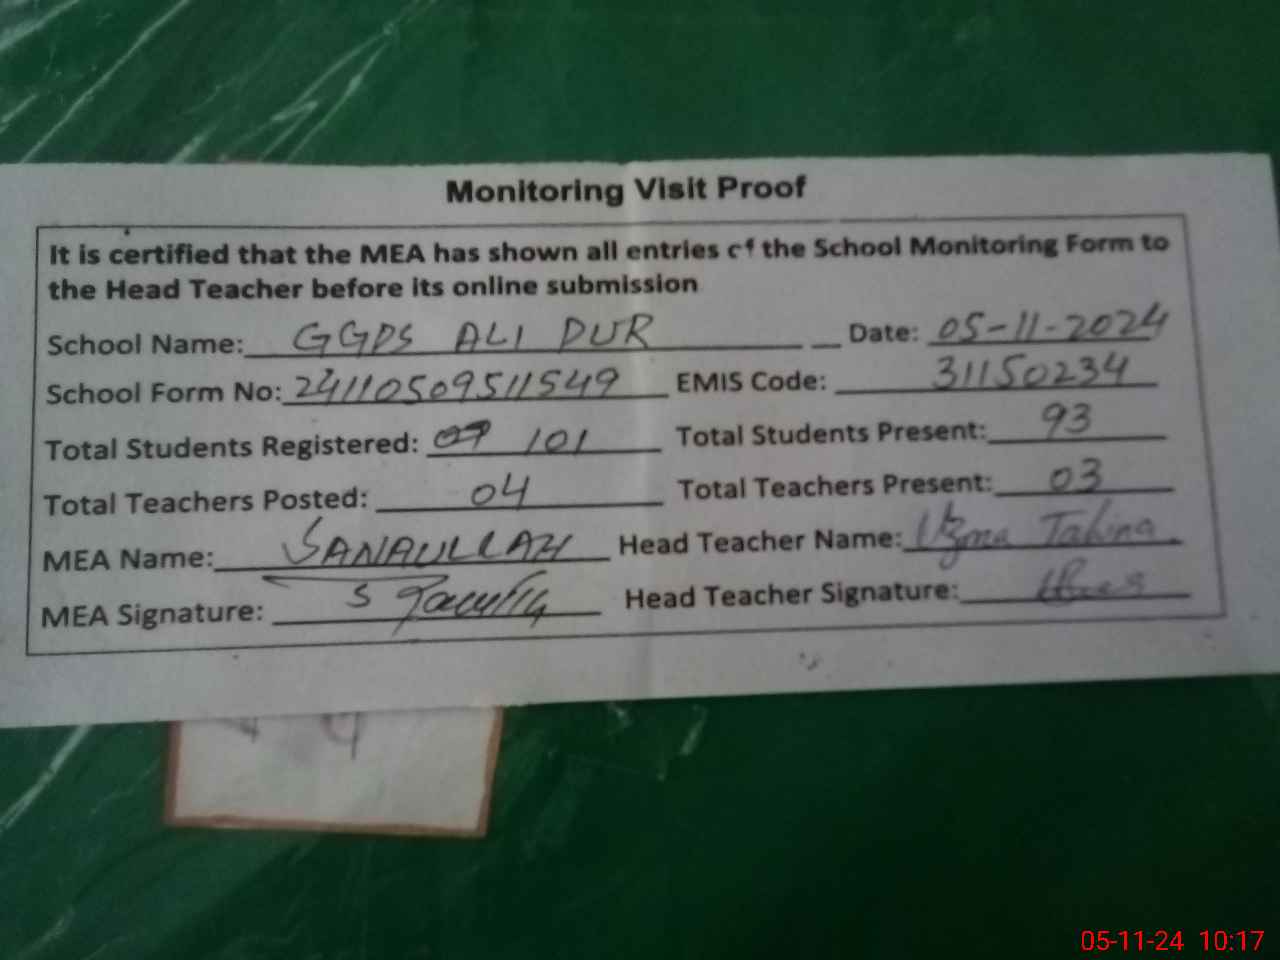 Monitoring Visit Proof
It is certified that the MEA has shown all entries of the School Monitoring Form to
the Head Teacher before its online submission
School Name: GGPS ALI PUR Date: 05-11-2024
School Form No: 24110509511549 EMIS Code: 31150234
Total Students Registered: 101 Total Students Present: 93
Total Teachers Posted: 04 Total Teachers Present: 03
MEA Name: SANAULLAH Head Teacher Name: Uzma
MEA Signature: Head Teacher Signature:
05-11-24 10:17